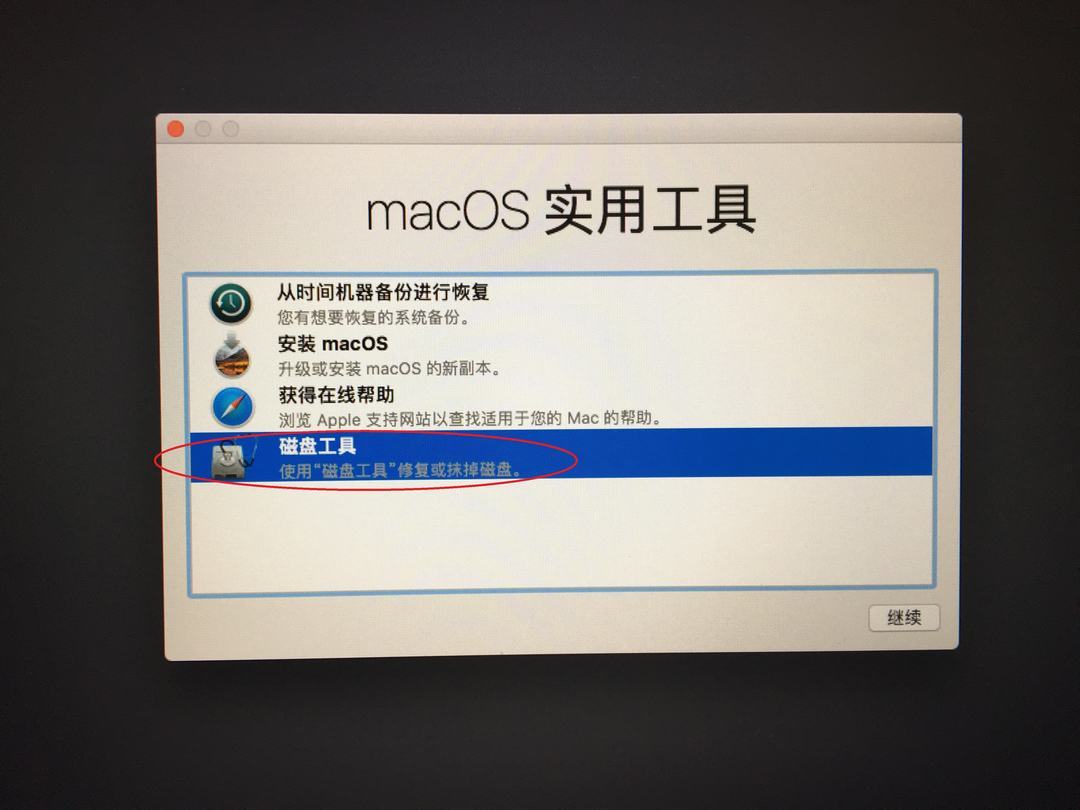 macOS 实用工具
从时间机器备份进行恢复
您有想要恢复的系统备份。
安装 macOS
升级或安装 macOS 的新副本。
获得在线帮助
浏览 Apple 支持网站以查找适用于您的 Mac 的帮助。
磁盘工具
使用“磁盘工具”修复或抹掉磁盘。
继续